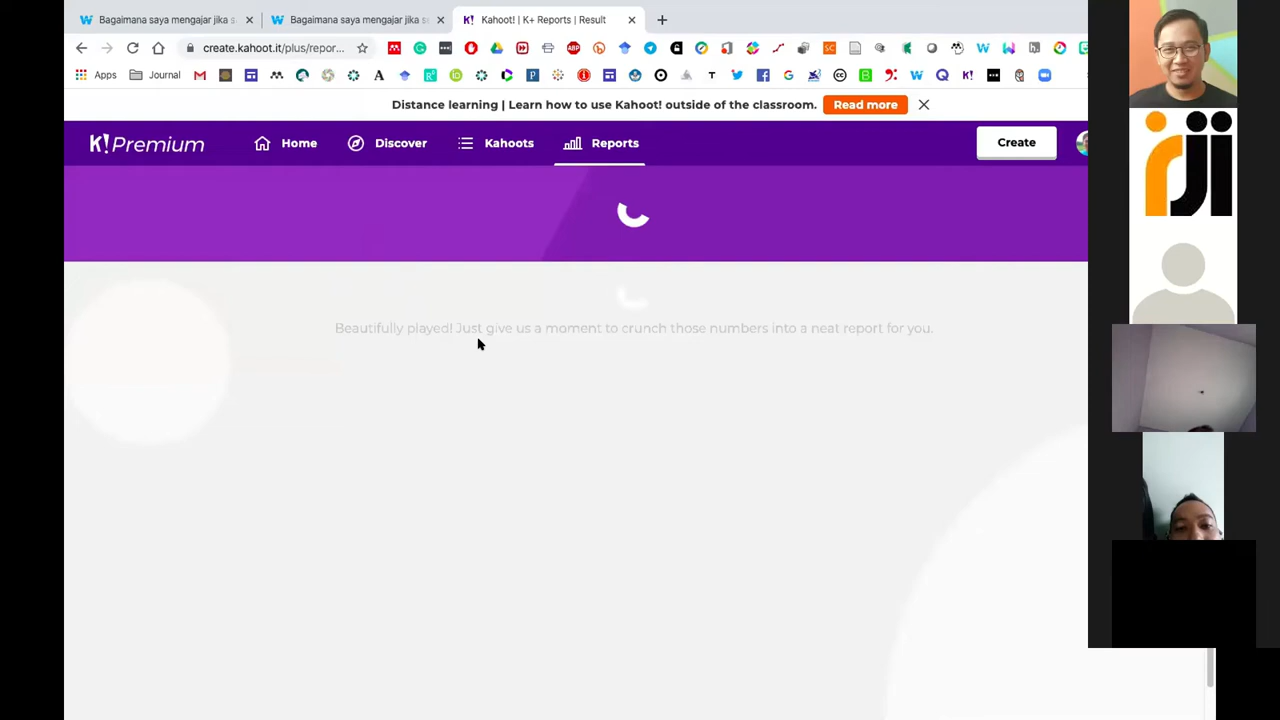 Bagaimana saya mengajar jika s
Bagaimana saya mengajar jika se
Kahoot! | K+ Reports | Result
create.kahoot.it/plus/repor...
Apps
Journal
Distance learning | Learn how to use Kahoot! outside of the classroom.
Read more
K! Premium
Home
Discover
Kahoots
Reports
Create
Beautifully played! Just give us a moment to crunch those numbers into a neat report for you.
rji